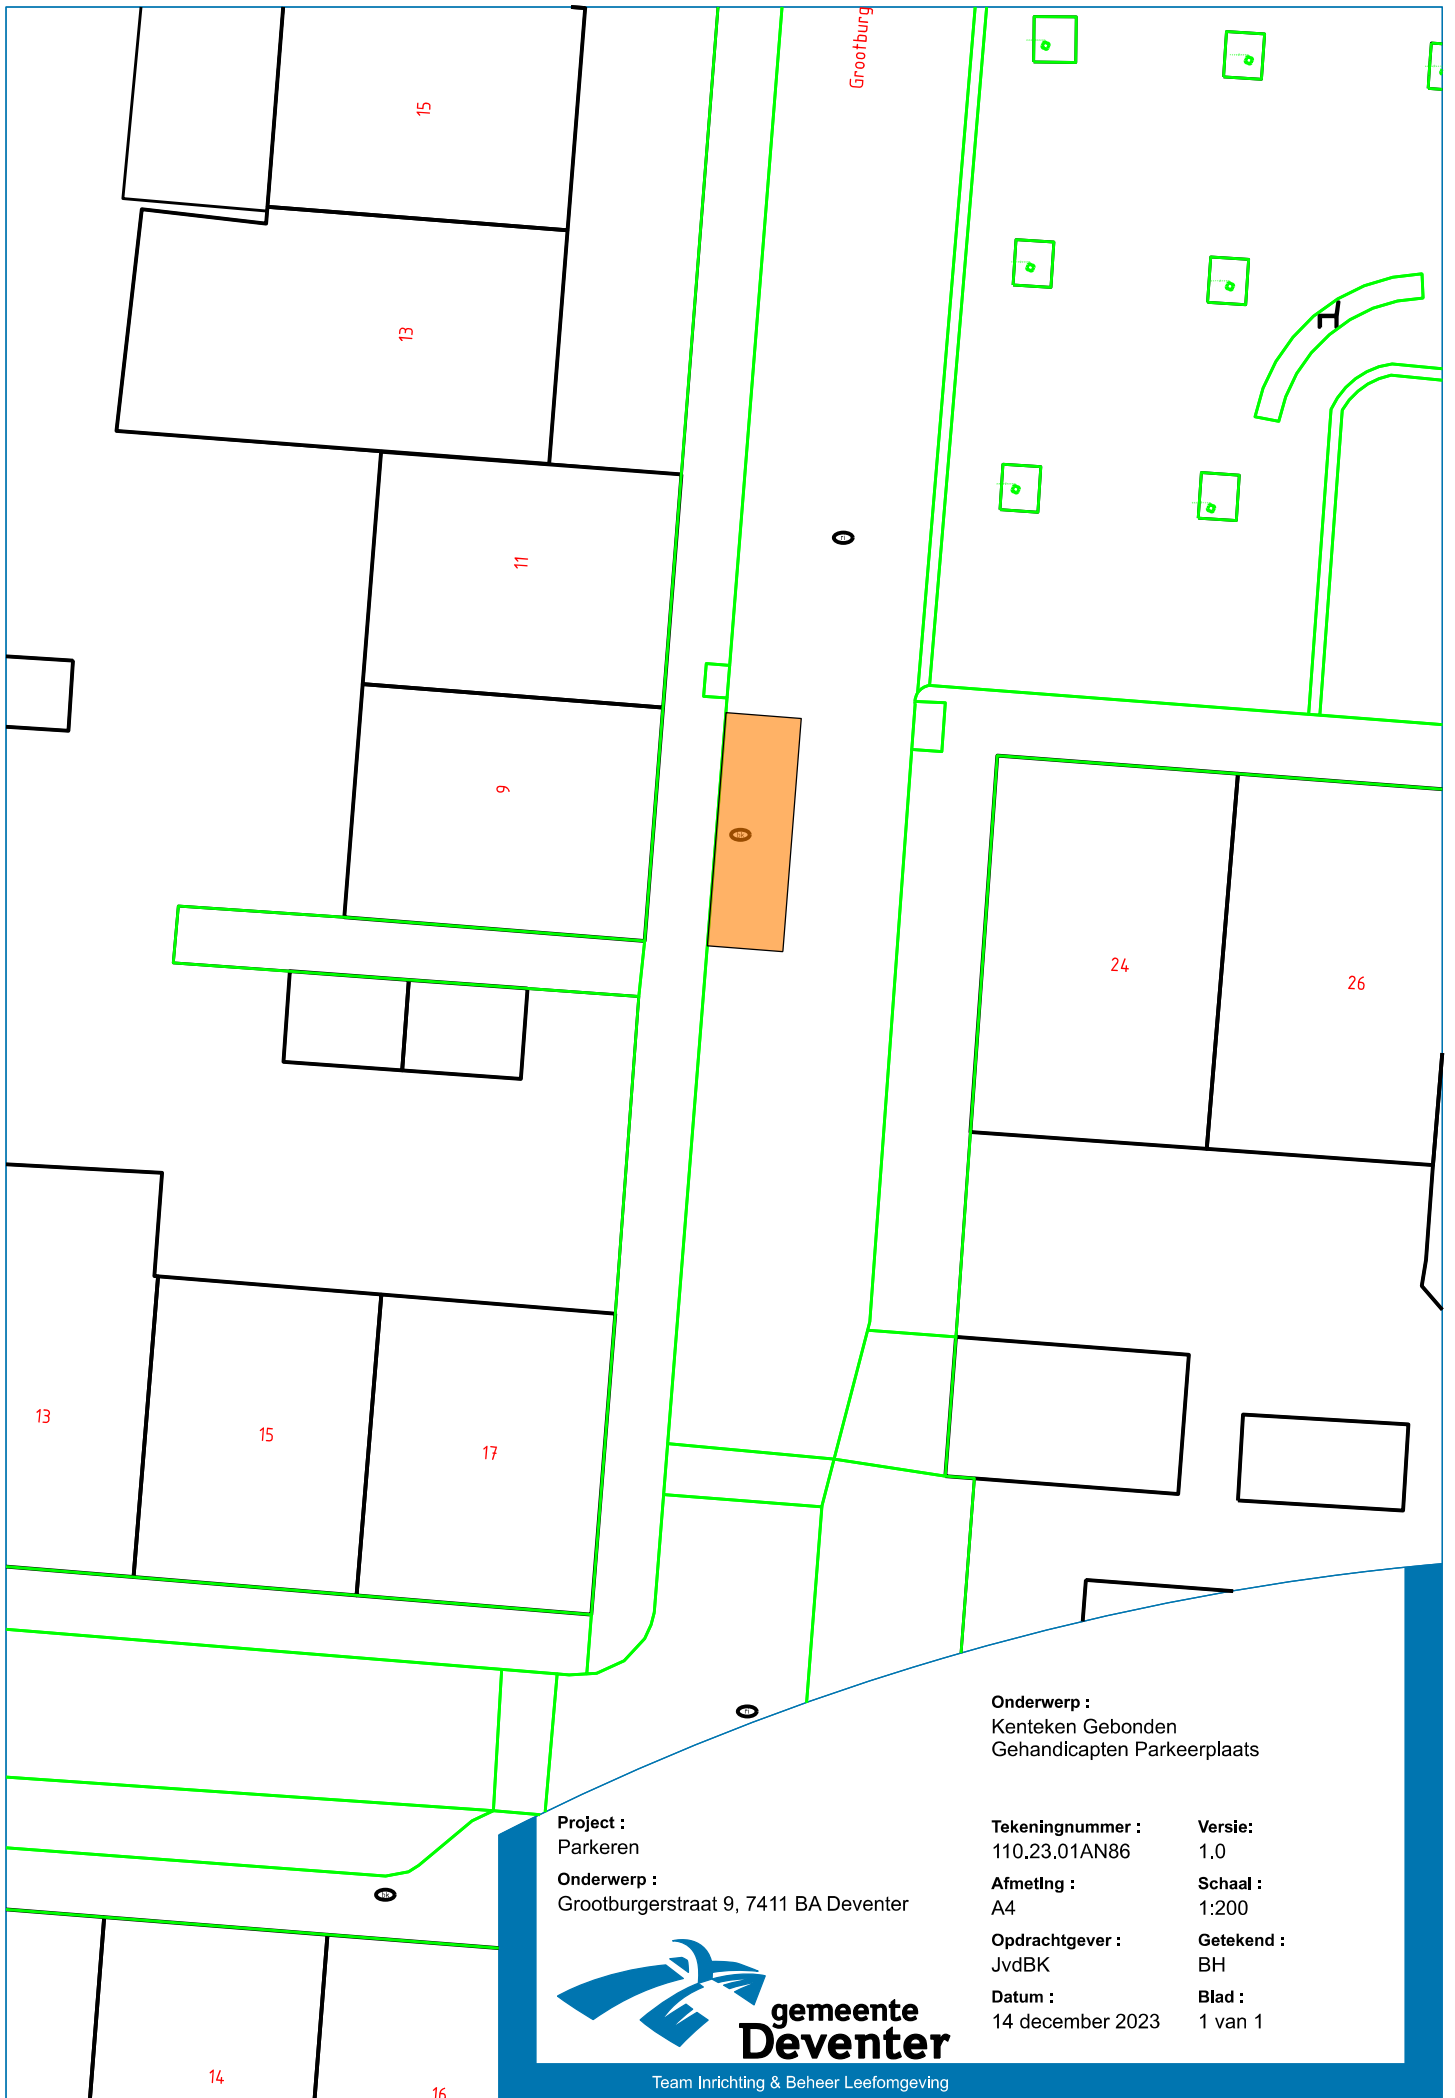 Grootburg
15
13
11
9
24
26
13
15
17
14
16
Onderwerp :
Kenteken Gebonden
Gehandicapten Parkeerplaats
Project :
Parkeren
Onderwerp :
Grootburgerstraat 9, 7411 BA Deventer
Tekeningnummer : Versie:
110.23.01AN86 1.0
Afmeting : Schaal :
A4 1:200
Opdrachtgever : Getekend :
JvdBK BH
Datum : Blad :
14 december 2023 1 van 1
gemeente
Deventer
Team Inrichting & Beheer Leefomgeving